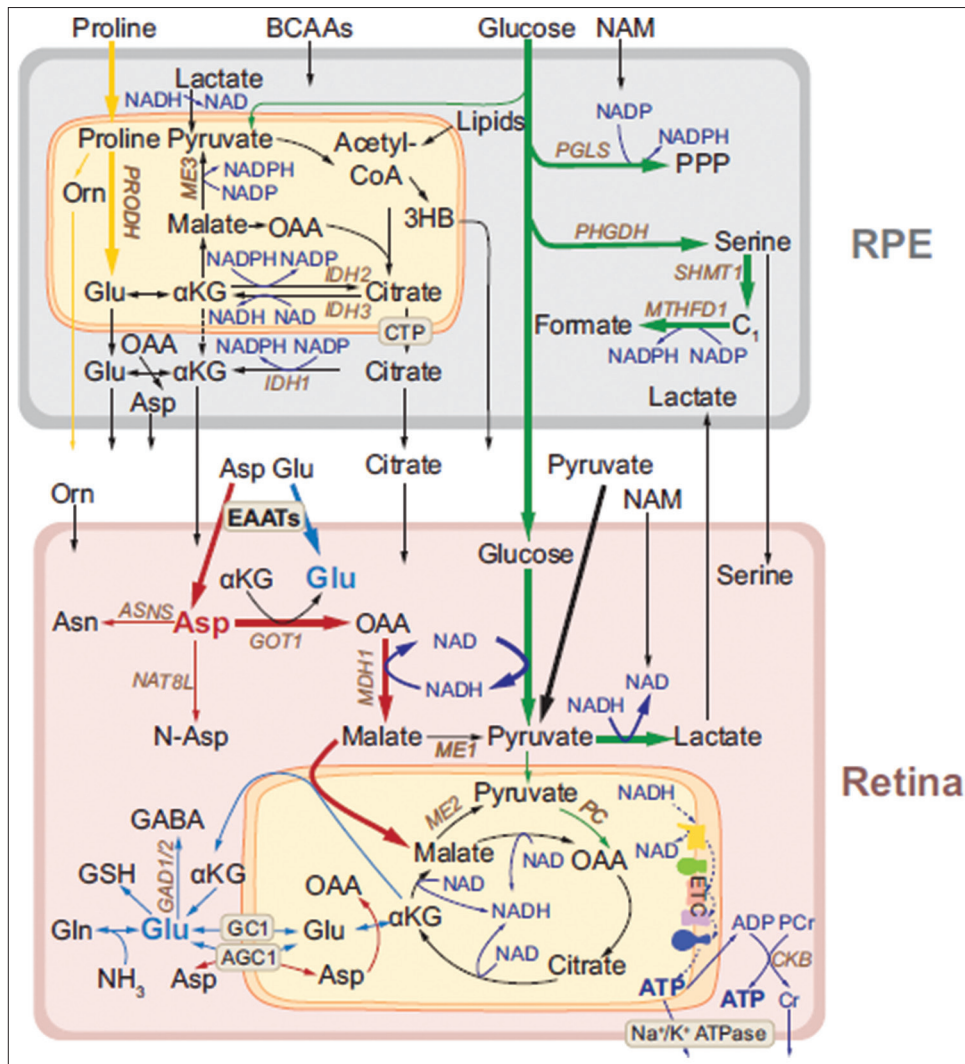 Proline BCAAs Glucose NAM
Lactate
NADH NAD NADP
Lipids NADPH
Proline Pyruvate Acetyl- PGLS PPP
CoA
ME3 NADPH
NADP
Orn PRODH
Malate OAA 3HB PHGDH Serine RPE
NADPH NADP IDH2 SHMT1
Glu αKG Citrate MTHFD1
NADH NAD IDH3 Formate C1
CTP
OAA NADPH NADP NADPH NADP
Glu αKG IDH1 Citrate
Asp Lactate
Asp Glu Citrate Pyruvate
Orn NAM
EAATs
Glucose
αKG Glu Serine
Asn ASNS Asp GOT1 OAA
MDH1 NAD
NADH NAD
NAT8L NADH
N-Asp Malate ME1 Pyruvate Lactate
Retina
Pyruvate NADH
GABA ME2 PC
Malate OAA NAD
GSH GAD1/2 αKG NAD ETC
OAA NAD
αKG NADH
Gln Glu GC1 Glu ADP PCr
AGC1 NAD CKB
NH3 Asp Asp Citrate
ATP ATP Cr
Na+/K+ ATPase